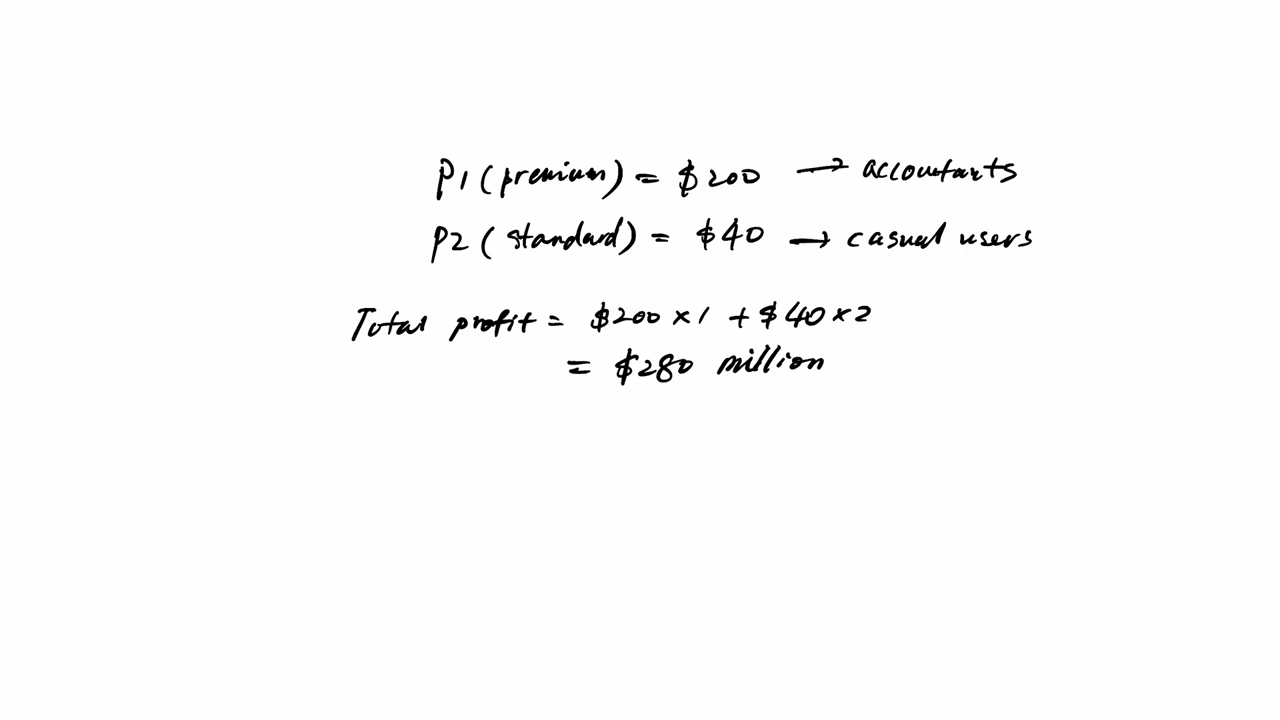 P1 (premium) = $200 → accountants
P2 (standard) = $40 → casual users
Total profit = $200 × 1 + $40 × 2
= $280 million